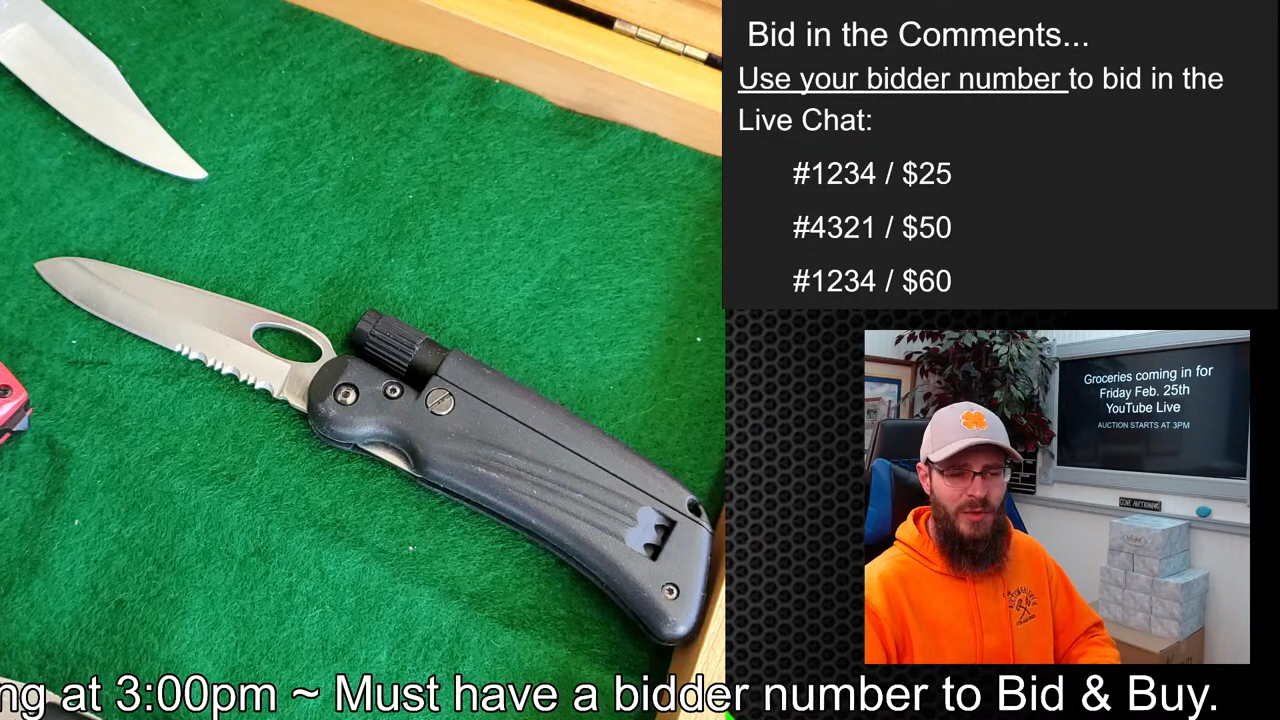 Bid in the Comments...
Use your bidder number to bid in the
Live Chat:
#1234 / $25
#4321 / $50
#1234 / $60
Groceries coming in for
Friday Feb. 25th
YouTube Live
AUCTION STARTS AT 3PM
GONE AUCTIONING
ng at 3:00pm ~ Must have a bidder number to Bid & Buy.